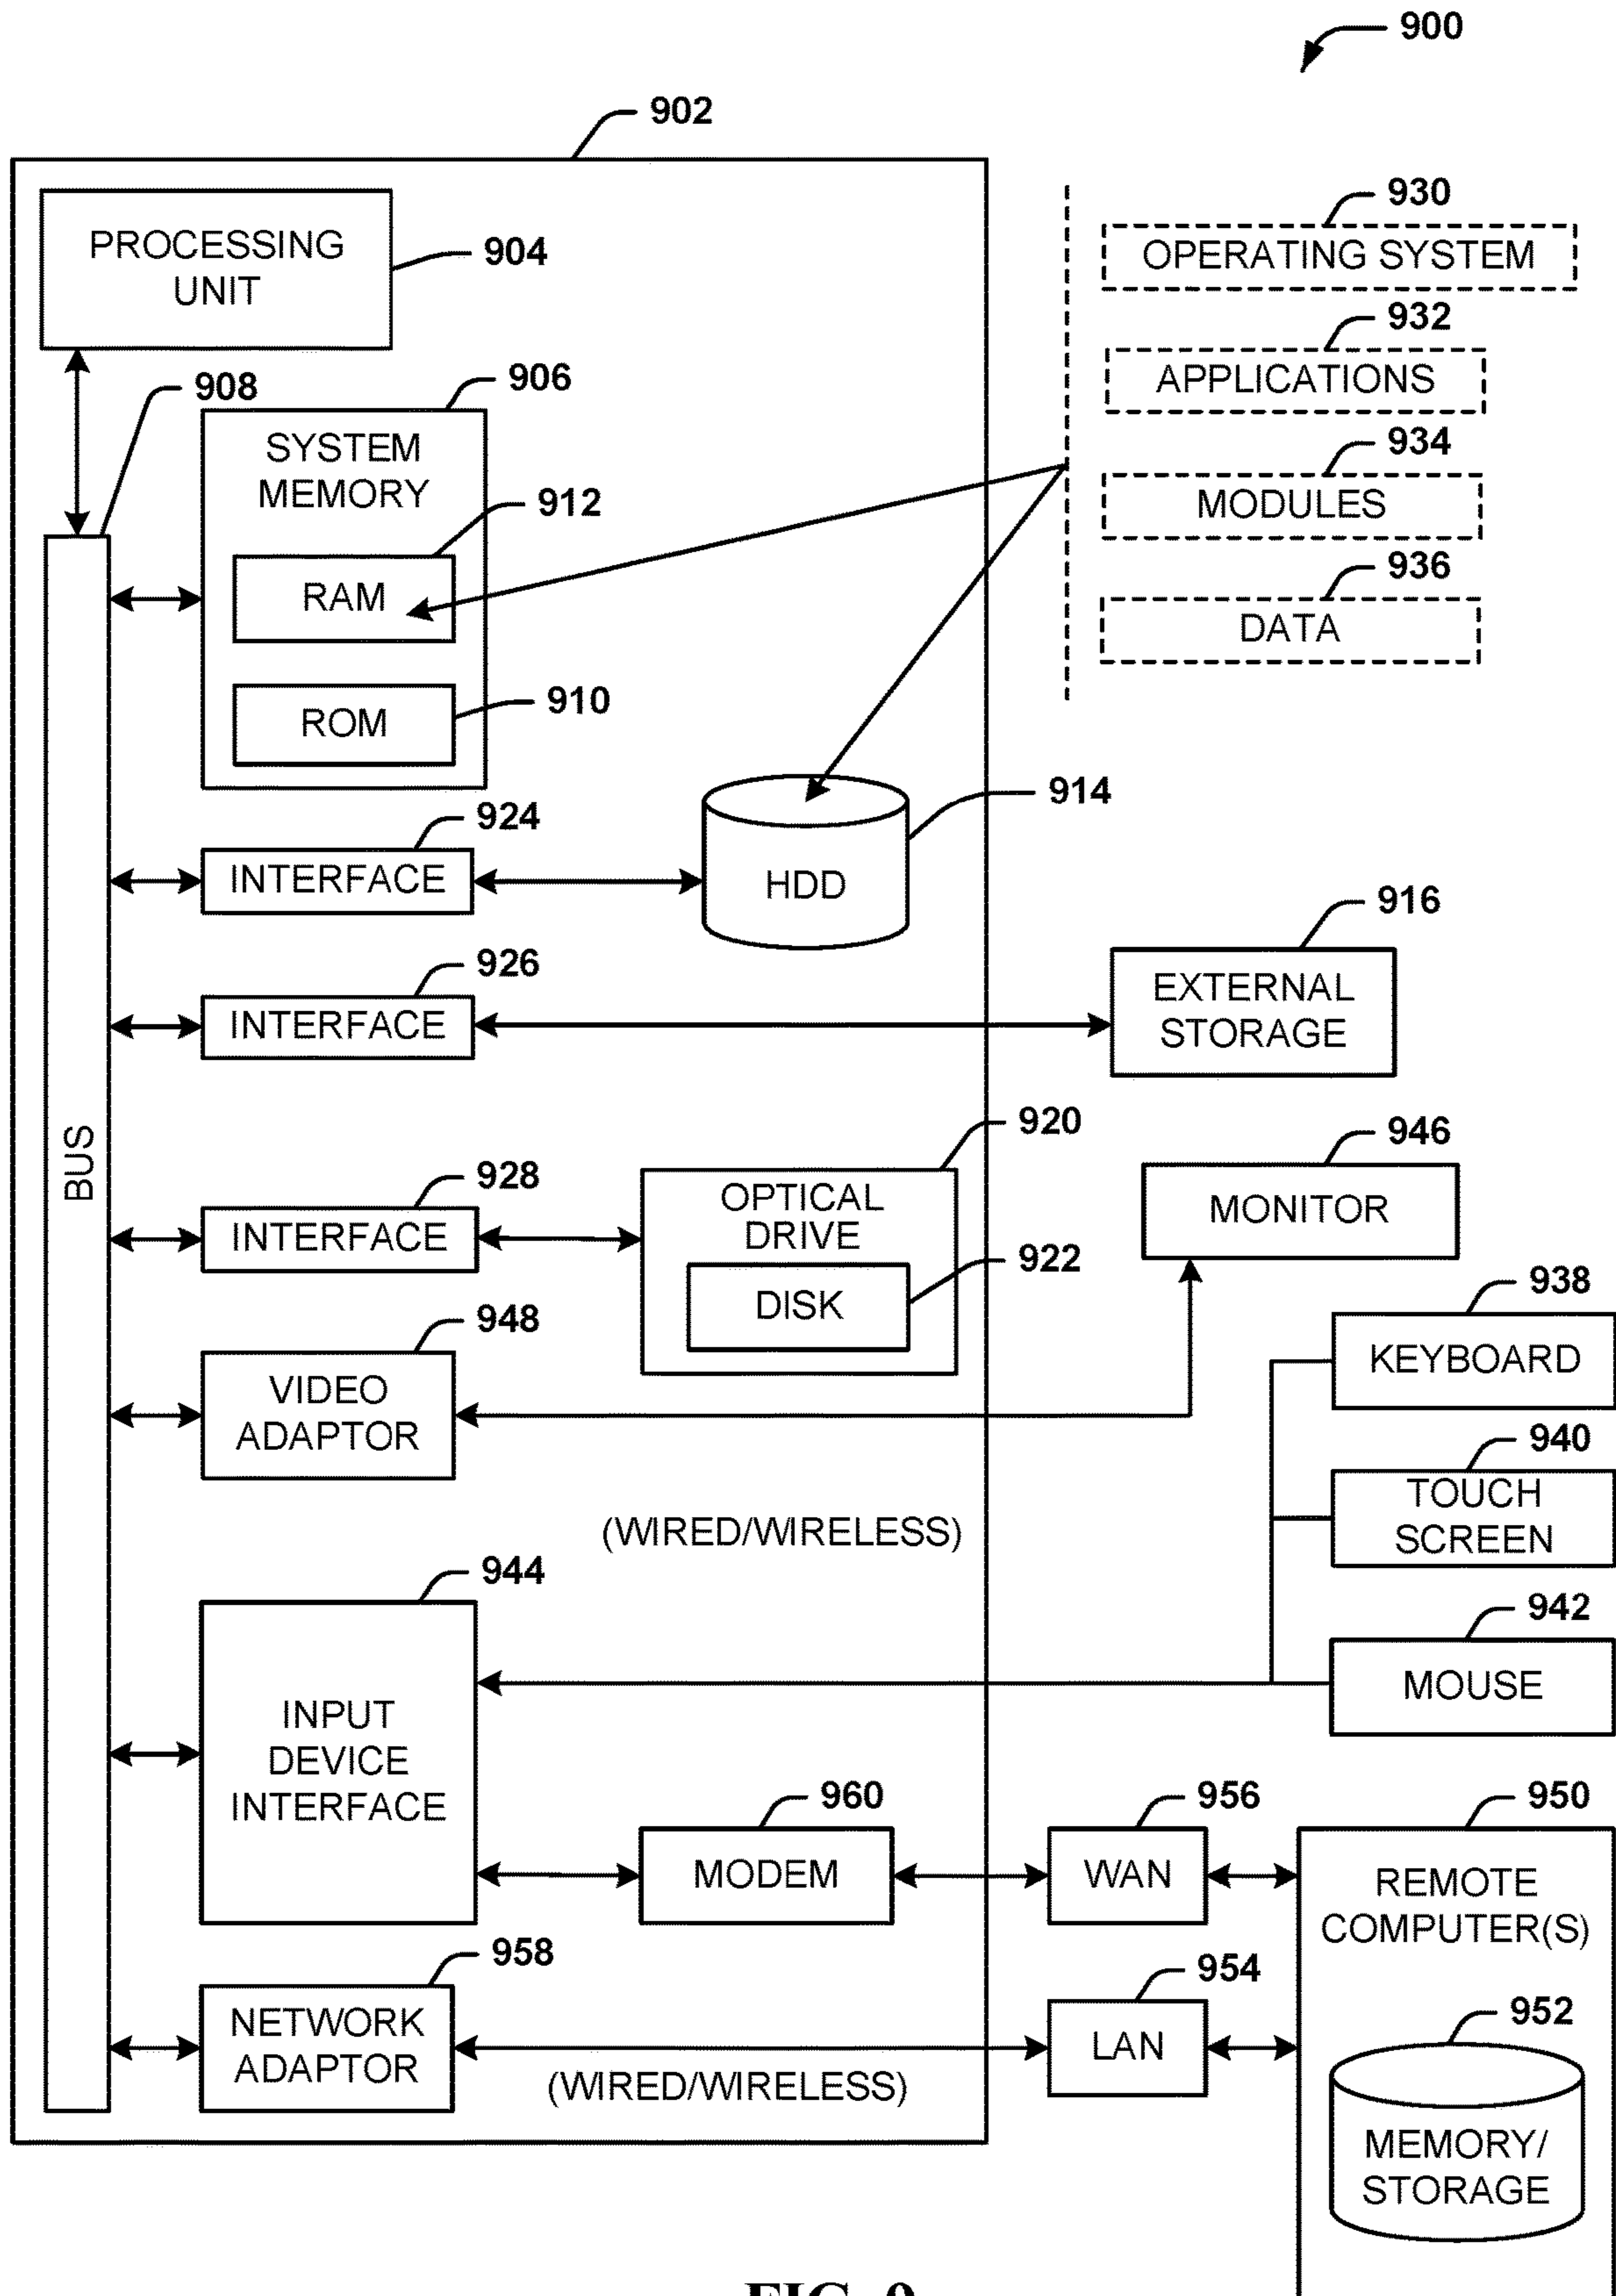 900
902
PROCESSING
UNIT
904
930
OPERATING SYSTEM
932
APPLICATIONS
934
MODULES
936
DATA
908
906
SYSTEM
MEMORY
912
RAM
910
ROM
914
HDD
924
INTERFACE
916
EXTERNAL
STORAGE
926
INTERFACE
BUS
920
OPTICAL
DRIVE
922
DISK
928
INTERFACE
946
MONITOR
938
KEYBOARD
948
VIDEO
ADAPTOR
940
TOUCH
SCREEN
(WIRED/WIRELESS)
944
INPUT
DEVICE
INTERFACE
942
MOUSE
960
MODEM
956
WAN
950
REMOTE
COMPUTER(S)
958
NETWORK
ADAPTOR
954
LAN
952
MEMORY/
STORAGE
(WIRED/WIRELESS)
FIG. 9